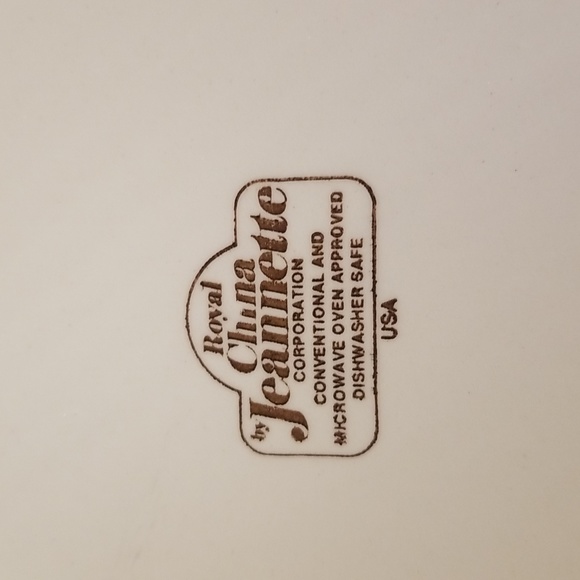 Royal
China
by Jeannette
CORPORATION
CONVENTIONAL AND
MICROWAVE OVEN APPROVED
DISHWASHER SAFE
USA